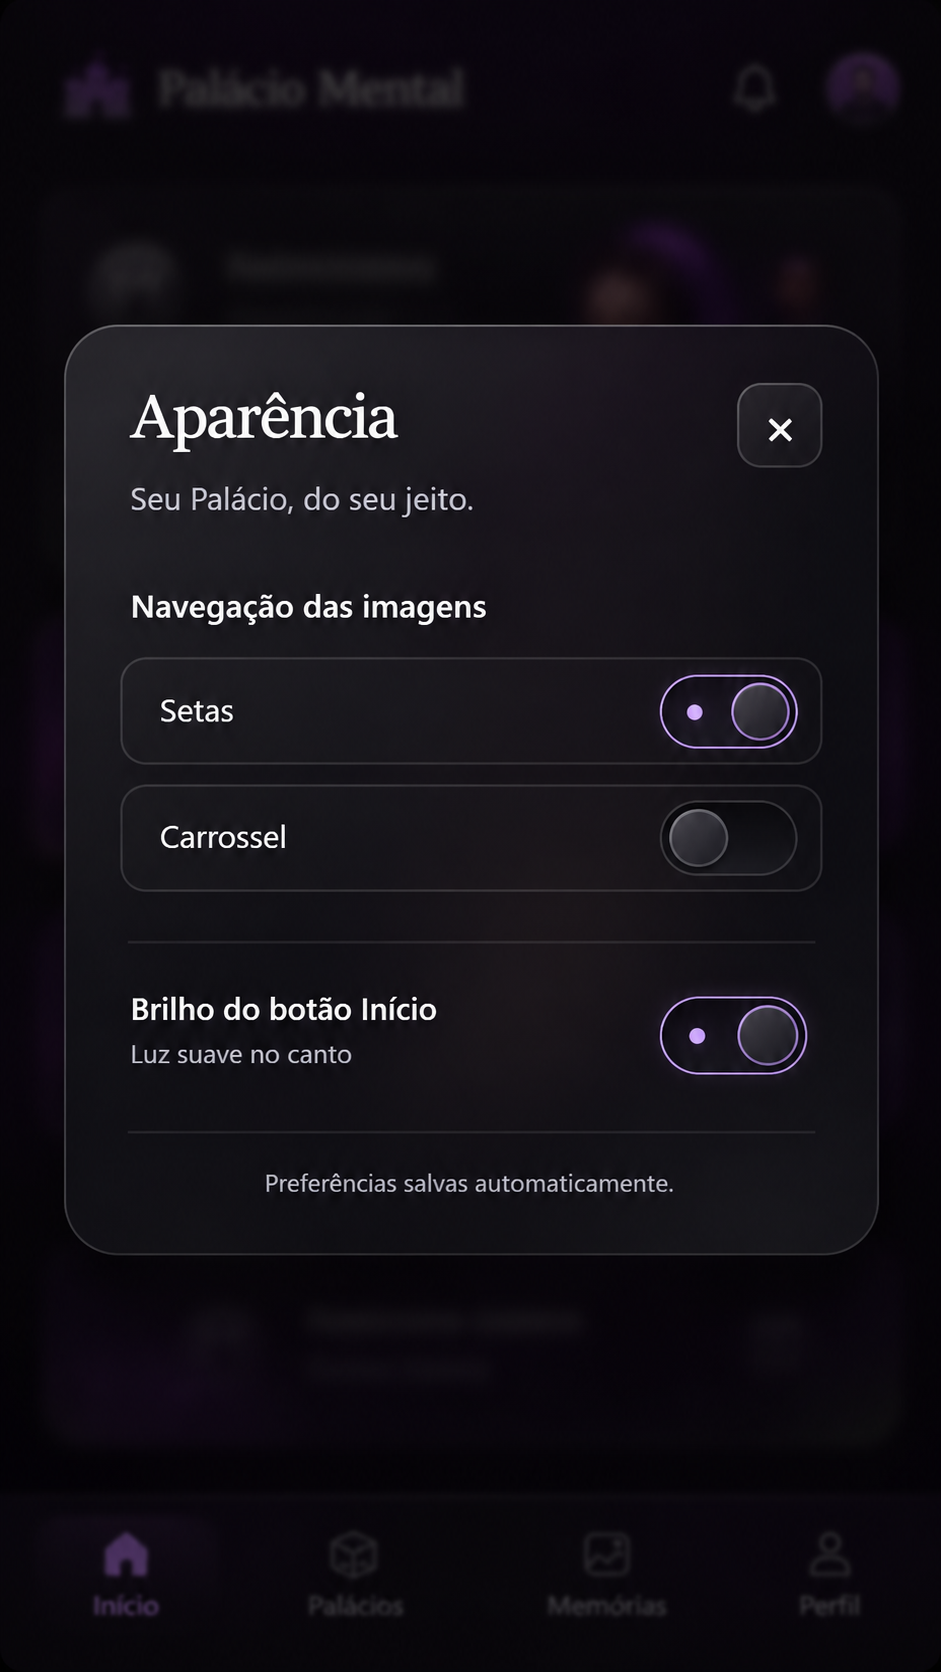 Palácio Mental
Aparência
Seu Palácio, do seu jeito.
Navegação das imagens
Setas
Carrossel
Brilho do botão Início
Luz suave no canto
Preferências salvas automaticamente.
Início
Palácios
Memórias
Perfil